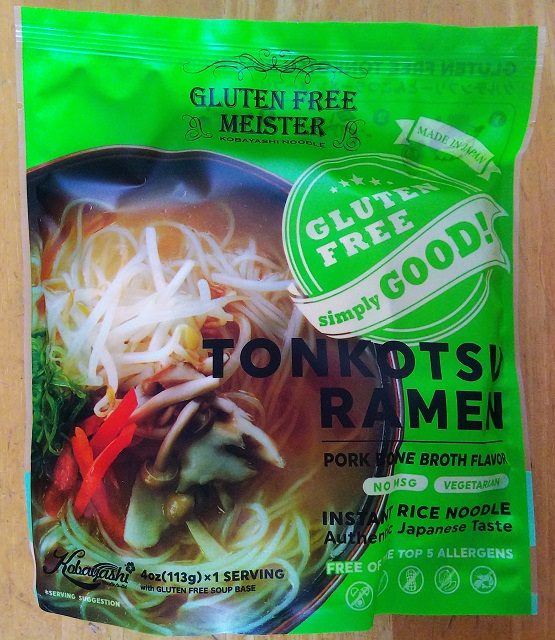 GLUTEN FREE
MEISTER
KOBAYASHI NOODLE
MADE IN JAPAN
GLUTEN
FREE
simply GOOD!
TONKOTSU
RAMEN
PORK BONE BROTH FLAVOR
NO MSG VEGETARIAN
INSTANT RICE NOODLE
Authentic Japanese Taste
FREE OF THE TOP 5 ALLERGENS
Kobayashi
4oz(113g)×1 SERVING
with GLUTEN FREE SOUP BASE
SERVING SUGGESTION